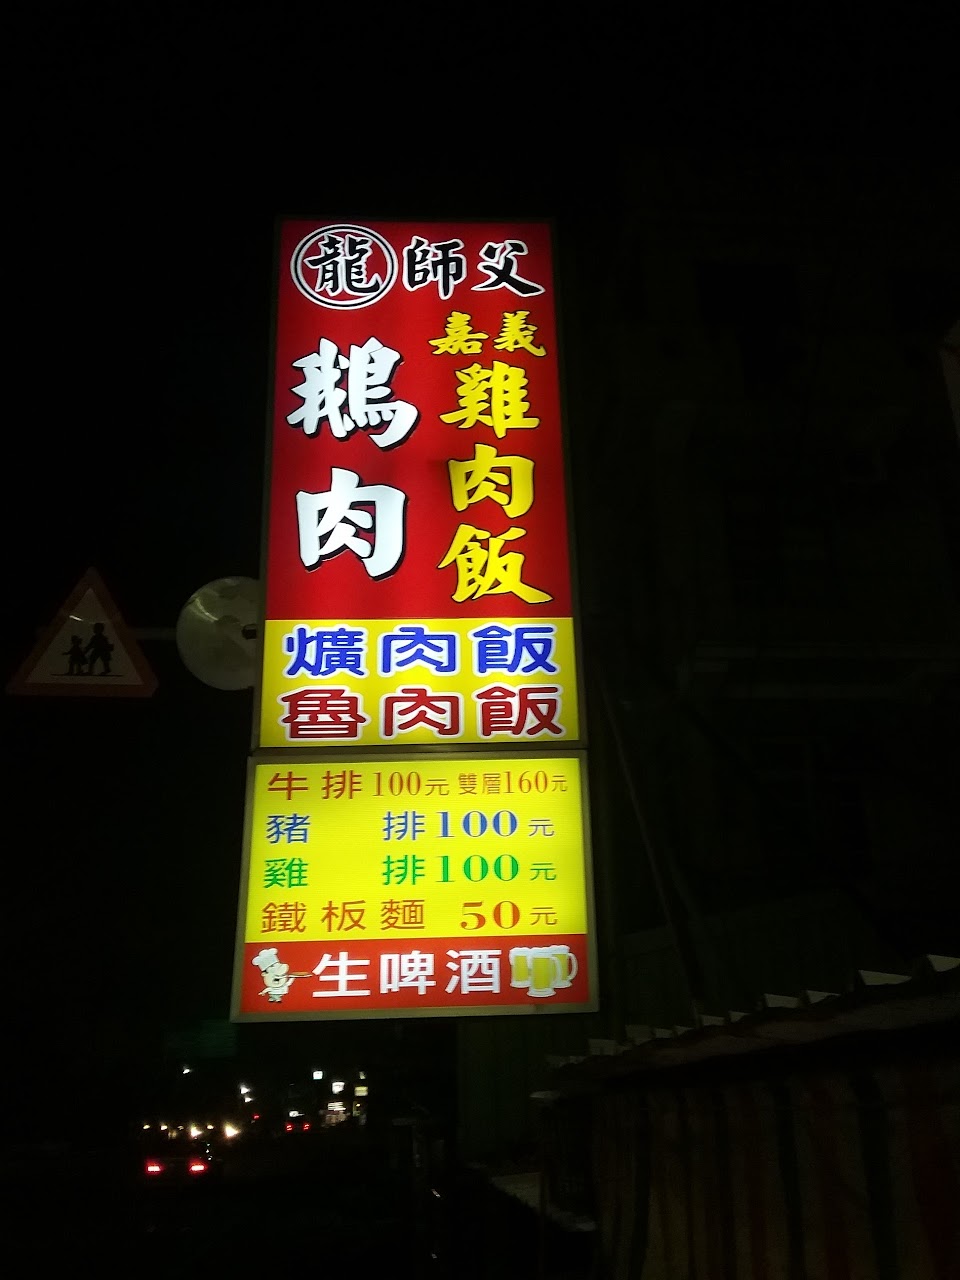 龍師父
嘉義雞肉飯
鵝肉
爌肉飯
魯肉飯
牛排100元雙層160元
豬排100元
雞排100元
鐵板麵50元
生啤酒